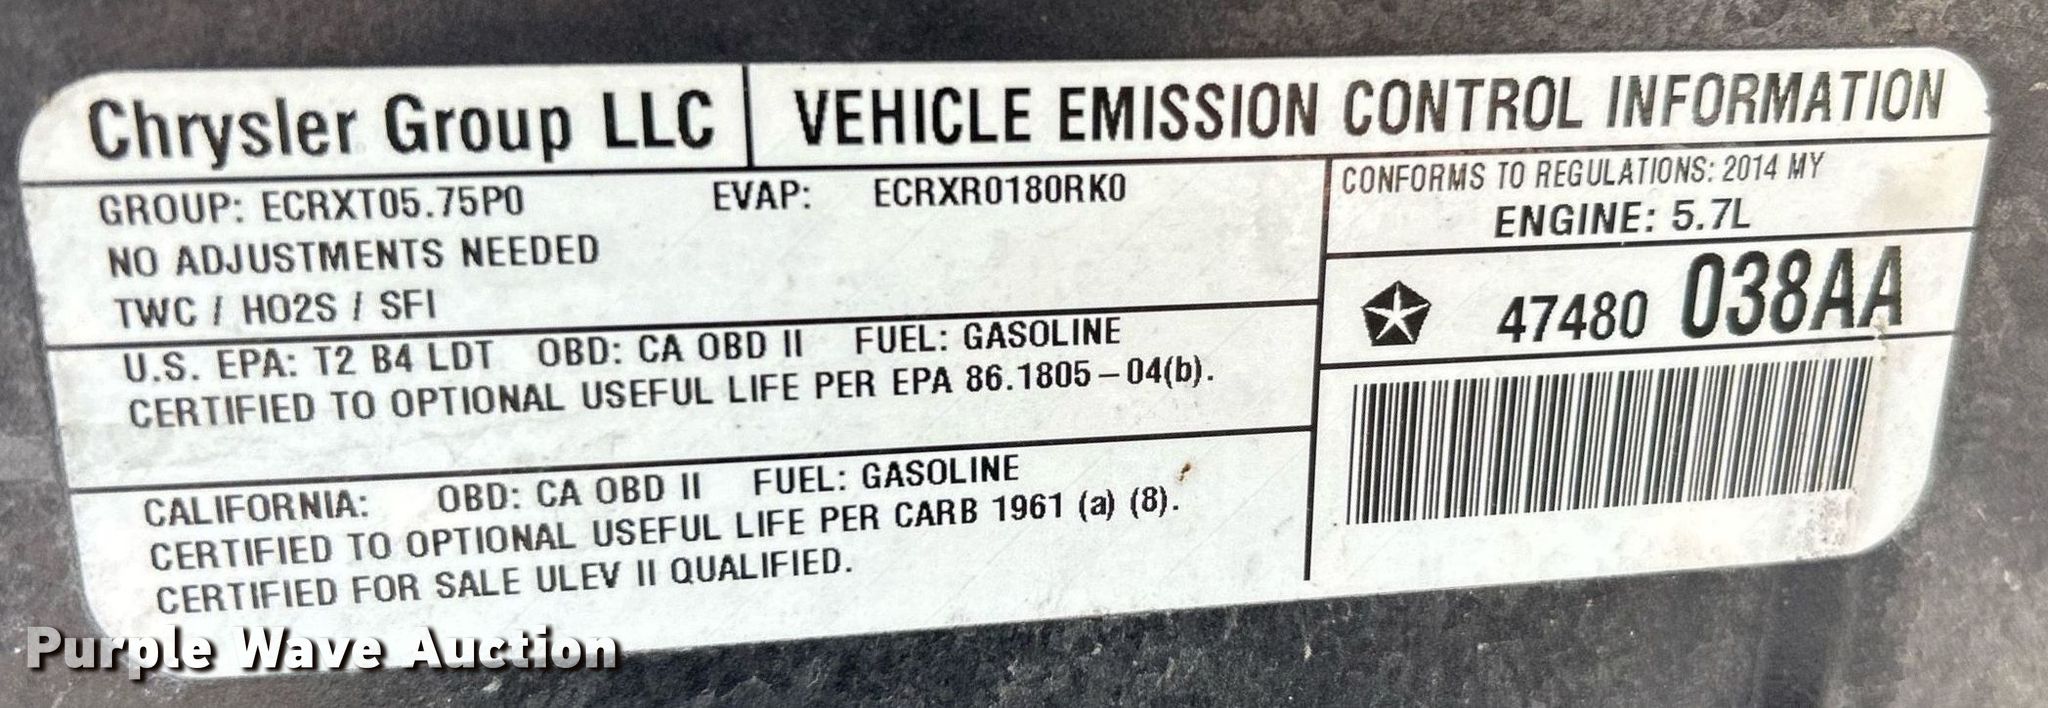 Chrysler Group LLC
VEHICLE EMISSION CONTROL INFORMATION
GROUP: ECRXT05.75P0 EVAP: ECRXR0180RK0
NO ADJUSTMENTS NEEDED
TWC / HO2S / SFI
U.S. EPA: T2 B4 LDT OBD: CA OBD II FUEL: GASOLINE
CERTIFIED TO OPTIONAL USEFUL LIFE PER EPA 86.1805-04(b).
CALIFORNIA: OBD: CA OBD II FUEL: GASOLINE
CERTIFIED TO OPTIONAL USEFUL LIFE PER CARB 1961 (a) (8).
CERTIFIED FOR SALE ULEV II QUALIFIED.
CONFORMS TO REGULATIONS: 2014 MY
ENGINE: 5.7L
47480 038AA
Purple Wave Auction